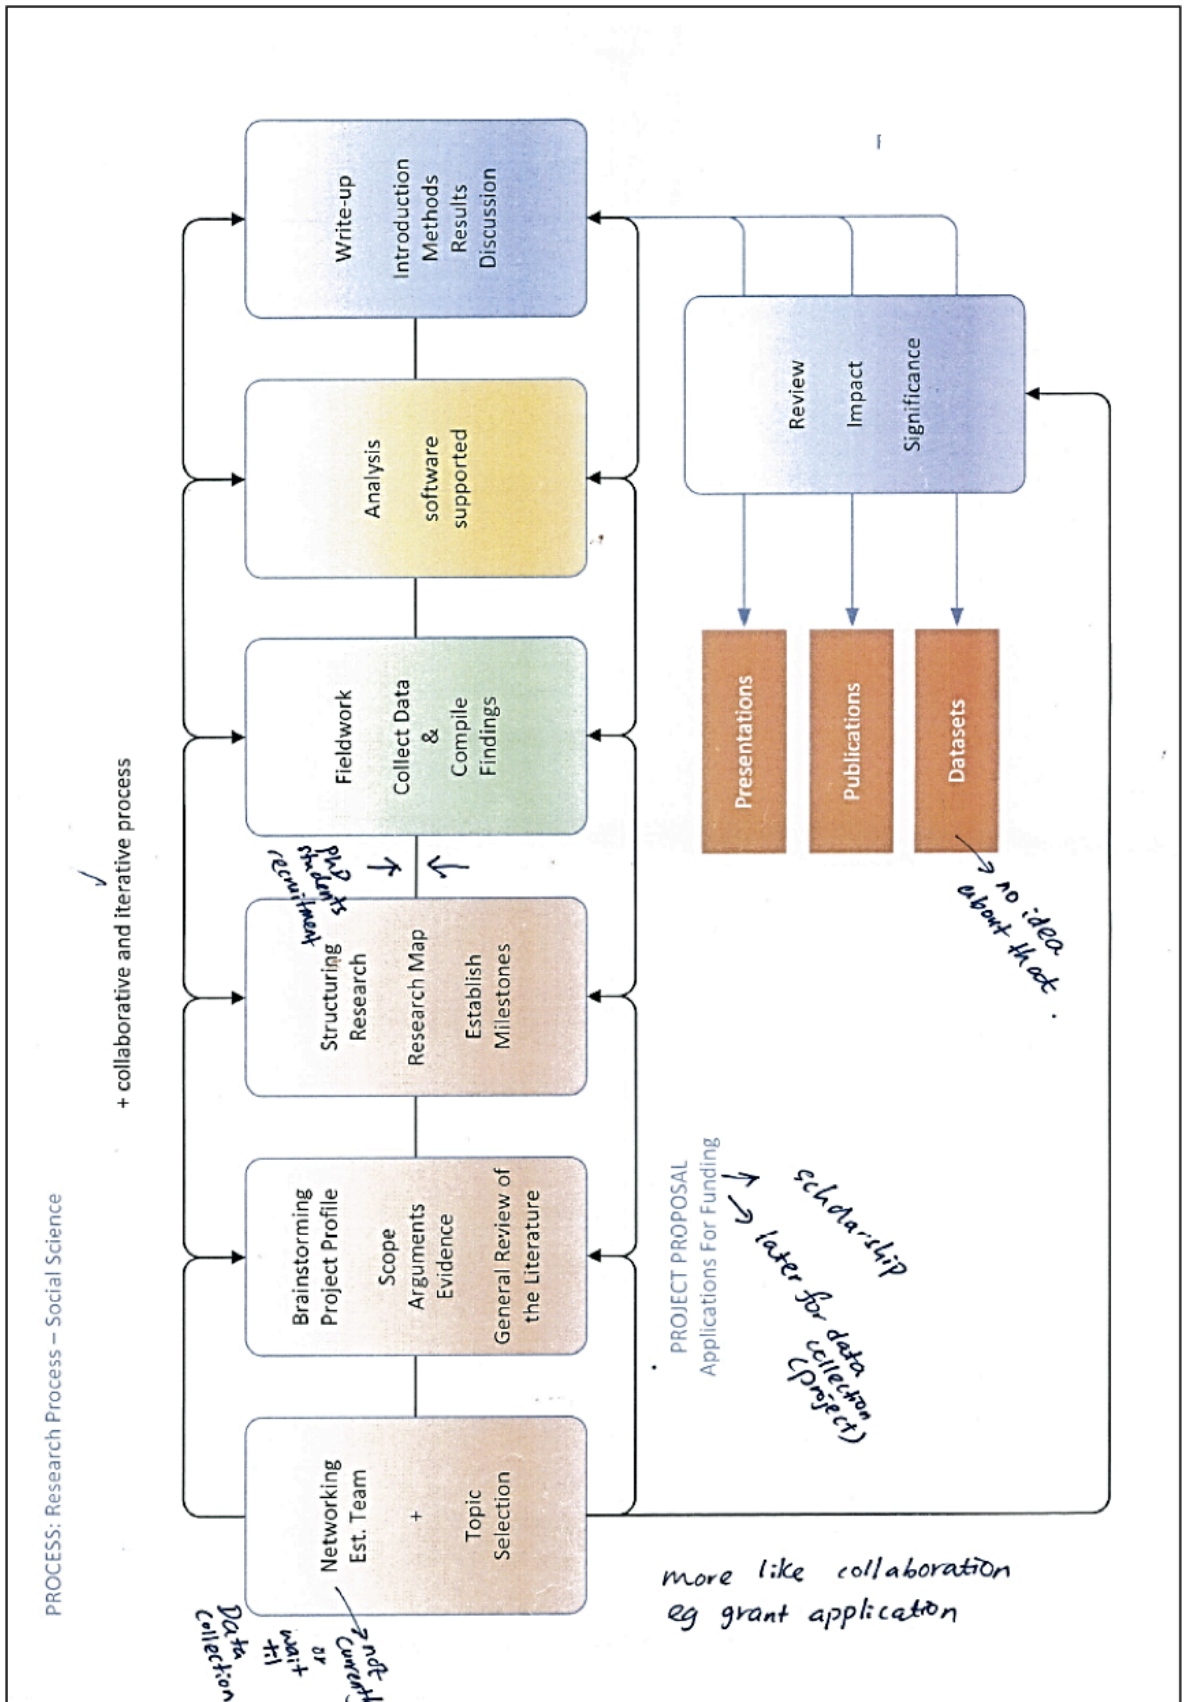 PROCESS: Research Process – Social Science
+ collaborative and iterative process
Networking
Est. Team
+
Topic
Selection
Brainstorming
Project Profile
Scope
Arguments
Evidence
General Review of
the Literature
Structuring
Research
Research Map
Establish
Milestones
Fieldwork
Collect Data
&
Compile
Findings
Analysis
software
supported
Write-up
Introduction
Methods
Results
Discussion
not
or
wait
til
Data
collection
phd
students
recruitment
PROJECT PROPOSAL
Applications For Funding
scholarship
later for data
collection
(project)
more like collaboration
eg grant application
Presentations
Publications
Datasets
no idea
about that
Review
Impact
Significance